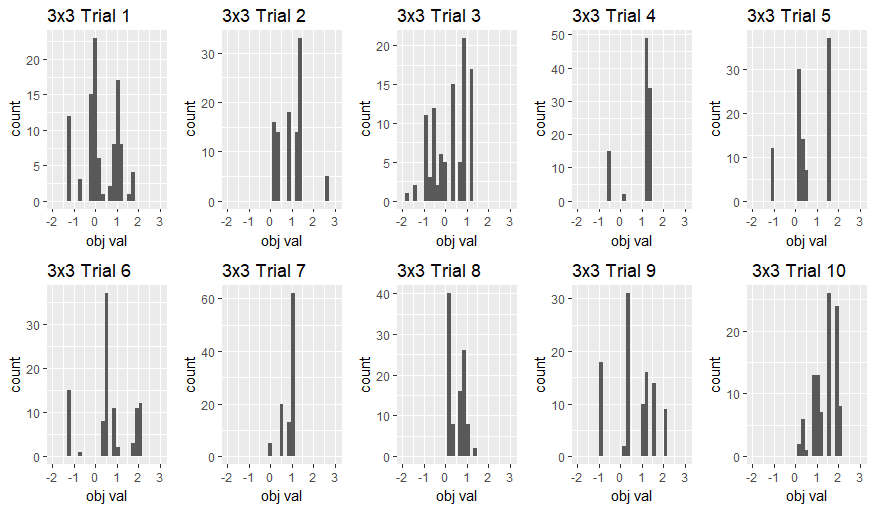 3x3 Trial 1
3x3 Trial 2
3x3 Trial 3
3x3 Trial 4
3x3 Trial 5
count
20
15
10
5
0
-2 -1 0 1 2 3
obj val
count
30
20
10
0
-2 -1 0 1 2 3
obj val
count
20
15
10
5
0
-2 -1 0 1 2 3
obj val
count
50
40
30
20
10
0
-2 -1 0 1 2 3
obj val
count
30
20
10
0
-2 -1 0 1 2 3
obj val
3x3 Trial 6
3x3 Trial 7
3x3 Trial 8
3x3 Trial 9
3x3 Trial 10
count
30
20
10
0
-2 -1 0 1 2 3
obj val
count
60
40
20
0
-2 -1 0 1 2 3
obj val
count
40
30
20
10
0
-2 -1 0 1 2 3
obj val
count
30
20
10
0
-2 -1 0 1 2 3
obj val
count
20
10
0
-2 -1 0 1 2 3
obj val